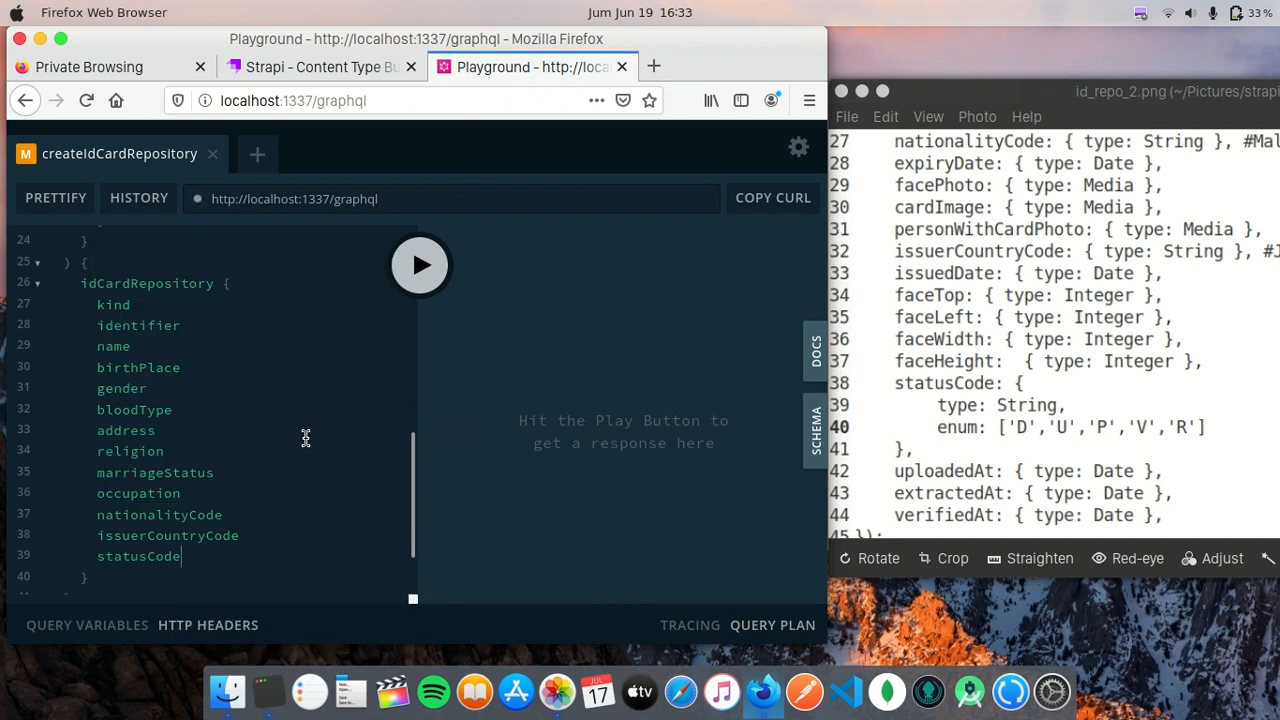 Firefox Web Browser
Jum Jun 19 16:33
33%
Playground - http://localhost:1337/graphql - Mozilla Firefox
Private Browsing
Strapi - Content Type Bu
Playground - http://loca
localhost:1337/graphql
createIdCardRepository
PRETTIFY
HISTORY
http://localhost:1337/graphql
COPY CURL
24 }
25 ) {
26 idCardRepository {
27 kind
28 identifier
29 name
30 birthPlace
31 gender
32 bloodType
33 address
34 religion
35 marriageStatus
36 occupation
37 nationalityCode
38 issuerCountryCode
39 statusCode
40 }
Hit the Play Button to
get a response here
DOCS
SCHEMA
QUERY VARIABLES
HTTP HEADERS
TRACING
QUERY PLAN
id_repo_2.png (~/Pictures/strapi
File
Edit
View
Photo
Help
27 nationalityCode: { type: String }, #Mal
28 expiryDate: { type: Date },
29 facePhoto: { type: Media },
30 cardImage: { type: Media },
31 personWithCardPhoto: { type: Media },
32 issuerCountryCode: { type: String }, #I
33 issuedDate: { type: Date },
34 faceTop: { type: Integer },
35 faceLeft: { type: Integer },
36 faceWidth: { type: Integer },
37 faceHeight: { type: Integer },
38 statusCode: {
39 type: String,
40 enum: ['D','U','P','V','R']
41 },
42 uploadedAt: { type: Date },
43 extractedAt: { type: Date },
44 verifiedAt: { type: Date },
45 });
Rotate
Crop
Straighten
Red-eye
Adjust
JUL
17
tv